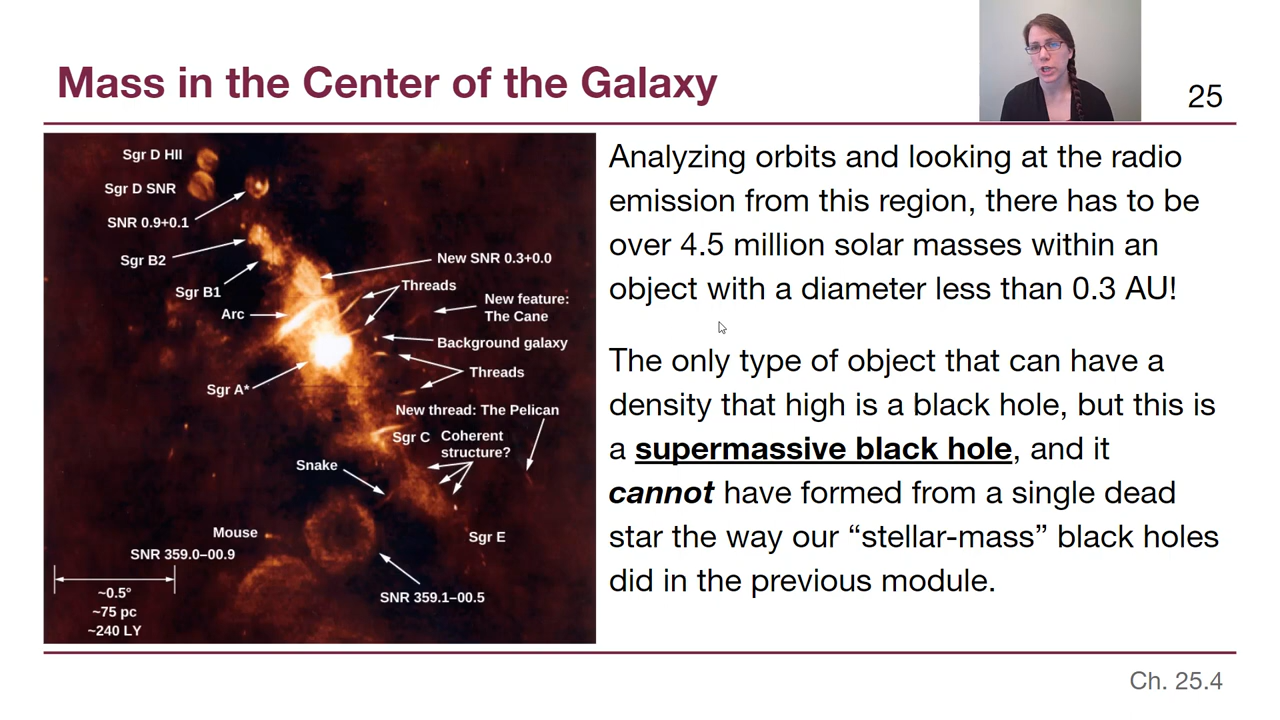 Mass in the Center of the Galaxy
25
Sgr D HII
Sgr D SNR
SNR 0.9+0.1
Sgr B2
Sgr B1
Arc
Sgr A*
New SNR 0.3+0.0
Threads
New feature:
The Cane
Background galaxy
Threads
New thread: The Pelican
Sgr C
Coherent
structure?
Snake
Mouse
Sgr E
SNR 359.0–00.9
SNR 359.1–00.5
~0.5°
~75 pc
~240 LY
Analyzing orbits and looking at the radio
emission from this region, there has to be
over 4.5 million solar masses within an
object with a diameter less than 0.3 AU!
The only type of object that can have a
density that high is a black hole, but this is
a supermassive black hole, and it
cannot have formed from a single dead
star the way our “stellar-mass” black holes
did in the previous module.
Ch. 25.4